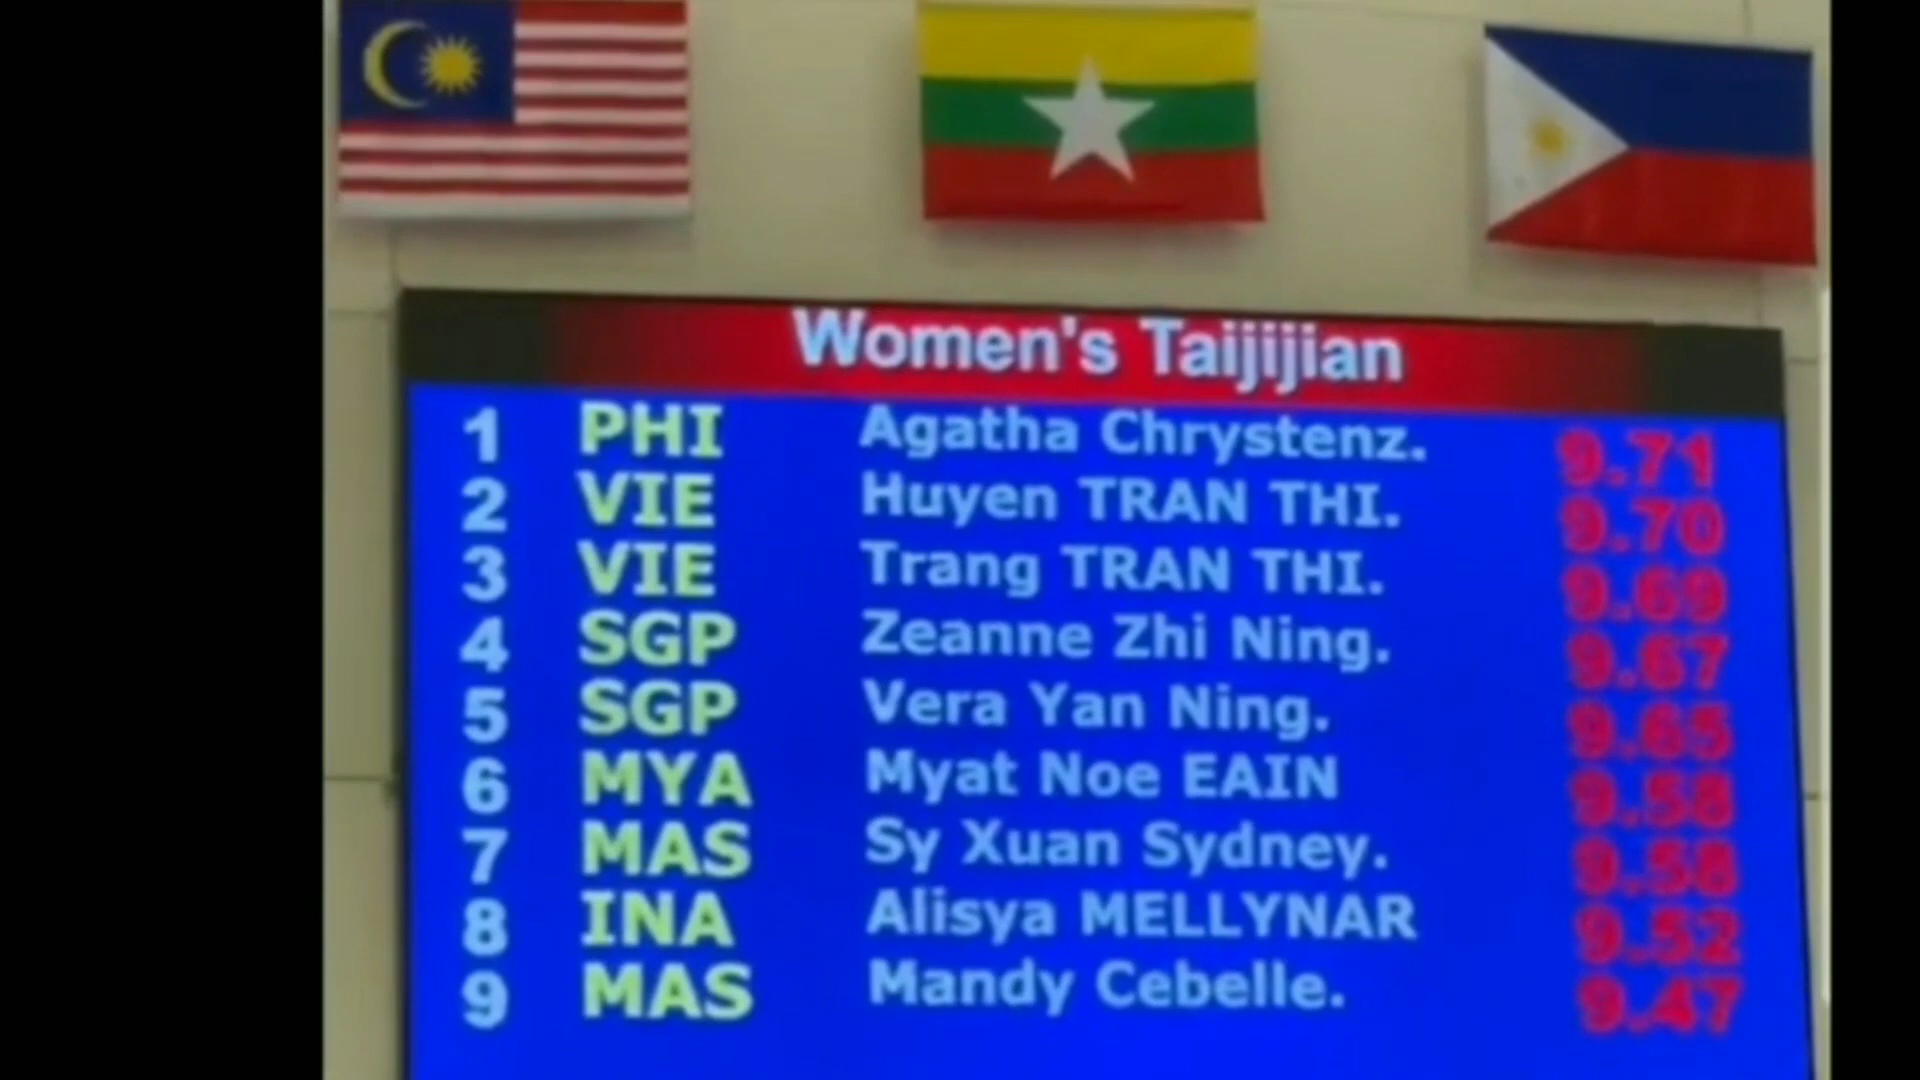 Women's Taijijian
1 PHI Agatha Chrystenz. 9.71
2 VIE Huyen TRAN THI. 9.70
3 VIE Trang TRAN THI. 9.69
4 SGP Zeanne Zhi Ning. 9.67
5 SGP Vera Yan Ning. 9.65
6 MYA Myat Noe EAIN 9.58
7 MAS Sy Xuan Sydney. 9.58
8 INA Alisya MELLYNAR 9.52
9 MAS Mandy Cebelle. 9.47